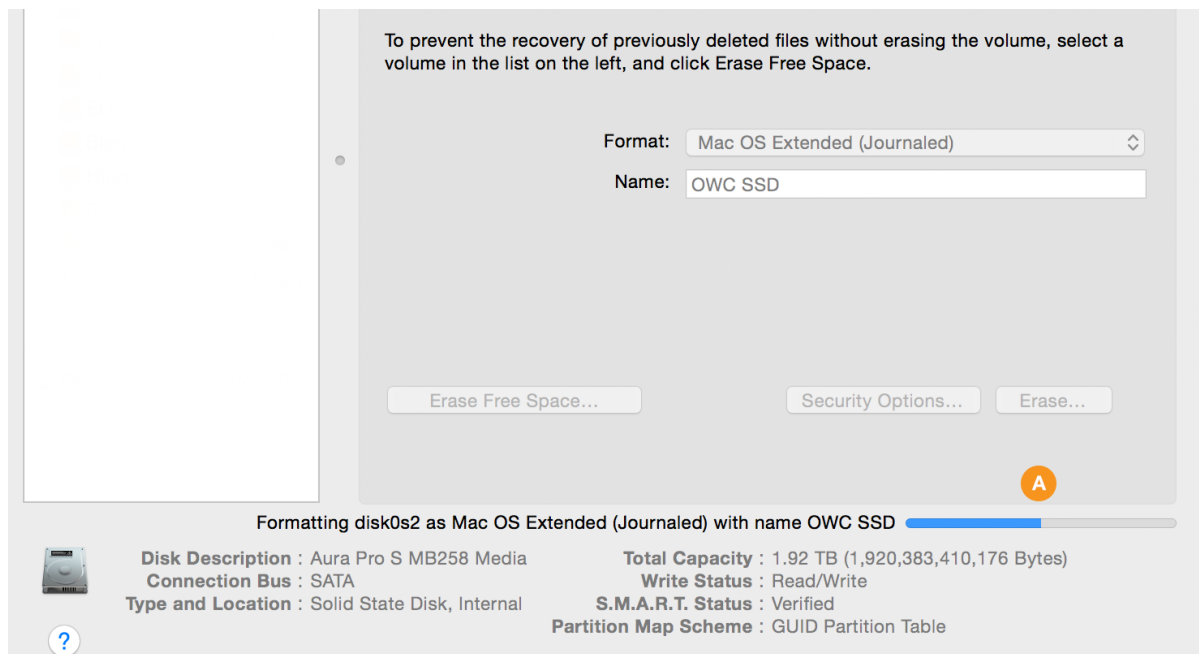 To prevent the recovery of previously deleted files without erasing the volume, select a
volume in the list on the left, and click Erase Free Space.
Format: Mac OS Extended (Journaled)
Name: OWC SSD
Erase Free Space... Security Options... Erase...
A
Formatting disk0s2 as Mac OS Extended (Journaled) with name OWC SSD
Disk Description : Aura Pro S MB258 Media Total Capacity : 1.92 TB (1,920,383,410,176 Bytes)
Connection Bus : SATA Write Status : Read/Write
Type and Location : Solid State Disk, Internal S.M.A.R.T. Status : Verified
Partition Map Scheme : GUID Partition Table
?